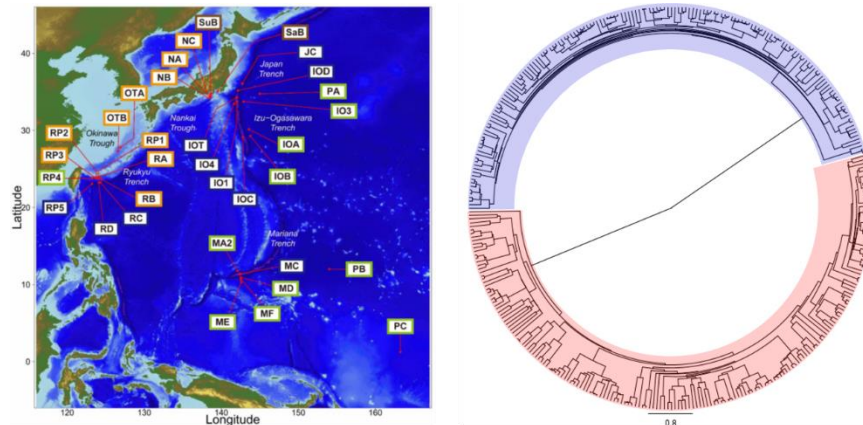 SuB
SaB
NC
JC
NA
IOD
NB
Japan
Trench
PA
OTA
IO3
OTB
Nankai
Trough
Izu-Ogasawara
Trench
RP2
Okinawa
Trough
RP1
IOT
IOA
RP3
RA
IO4
IOB
RP4
Ryukyu
Trench
IO1
RP5
RB
IOC
RC
RD
Mariana
Trench
MA2
MC
PB
MD
ME
MF
PC
40
30
20
10
0
Latitude
120
130
140
150
160
Longitude
0.8